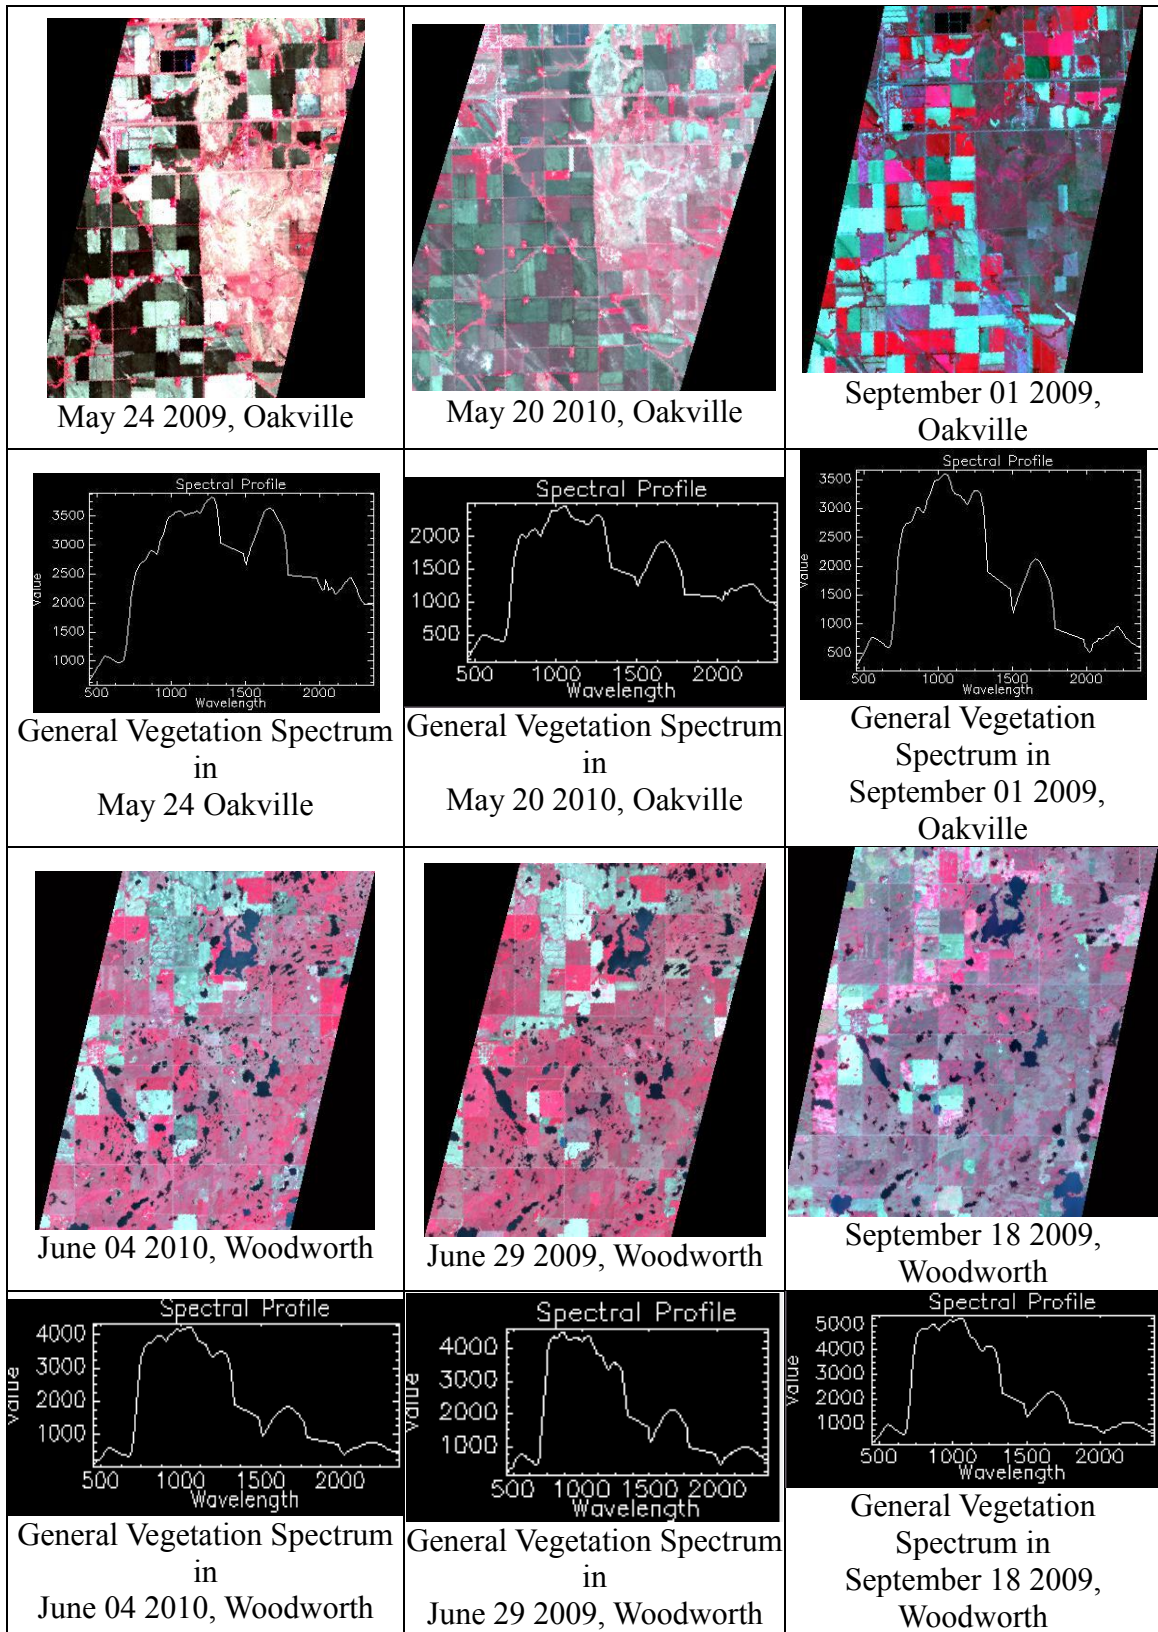 May 24 2009, Oakville
May 20 2010, Oakville
September 01 2009,
Oakville
Spectral Profile
3500
3000
2500
2000
1500
1000
Value
500 1000 1500 2000
Wavelength
General Vegetation Spectrum
in
May 24 Oakville
Spectral Profile
2000
1500
1000
500
500 1000 1500 2000
Wavelength
General Vegetation Spectrum
in
May 20 2010, Oakville
Spectral Profile
3500
3000
2500
2000
1500
1000
500
Value
500 1000 1500 2000
Wavelength
General Vegetation
Spectrum in
September 01 2009,
Oakville
June 04 2010, Woodworth
June 29 2009, Woodworth
September 18 2009,
Woodworth
Spectral Profile
4000
3000
2000
1000
Value
500 1000 1500 2000
Wavelength
General Vegetation Spectrum
in
June 04 2010, Woodworth
Spectral Profile
4000
3000
2000
1000
Value
500 1000 1500 2000
Wavelength
General Vegetation Spectrum
in
June 29 2009, Woodworth
Spectral Profile
5000
4000
3000
2000
1000
Value
500 1000 1500 2000
Wavelength
General Vegetation
Spectrum in
September 18 2009,
Woodworth